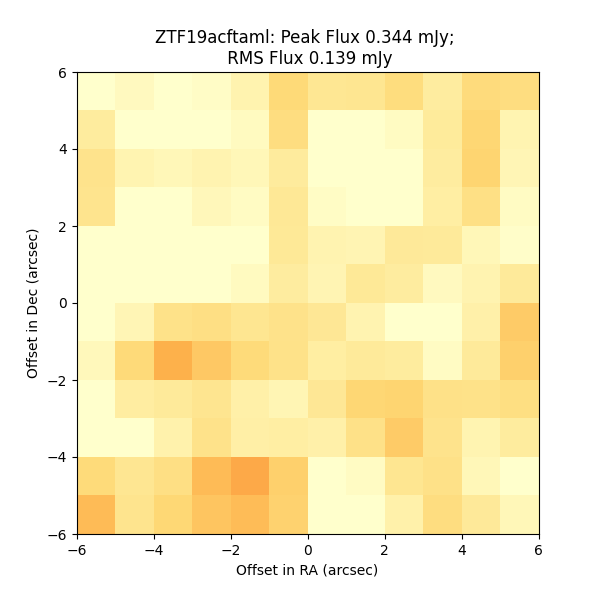 ZTF19acftaml: Peak Flux 0.344 mJy;
RMS Flux 0.139 mJy
6
4
2
0
−2
−4
−6
Offset in Dec (arcsec)
−6 −4 −2 0 2 4 6
Offset in RA (arcsec)